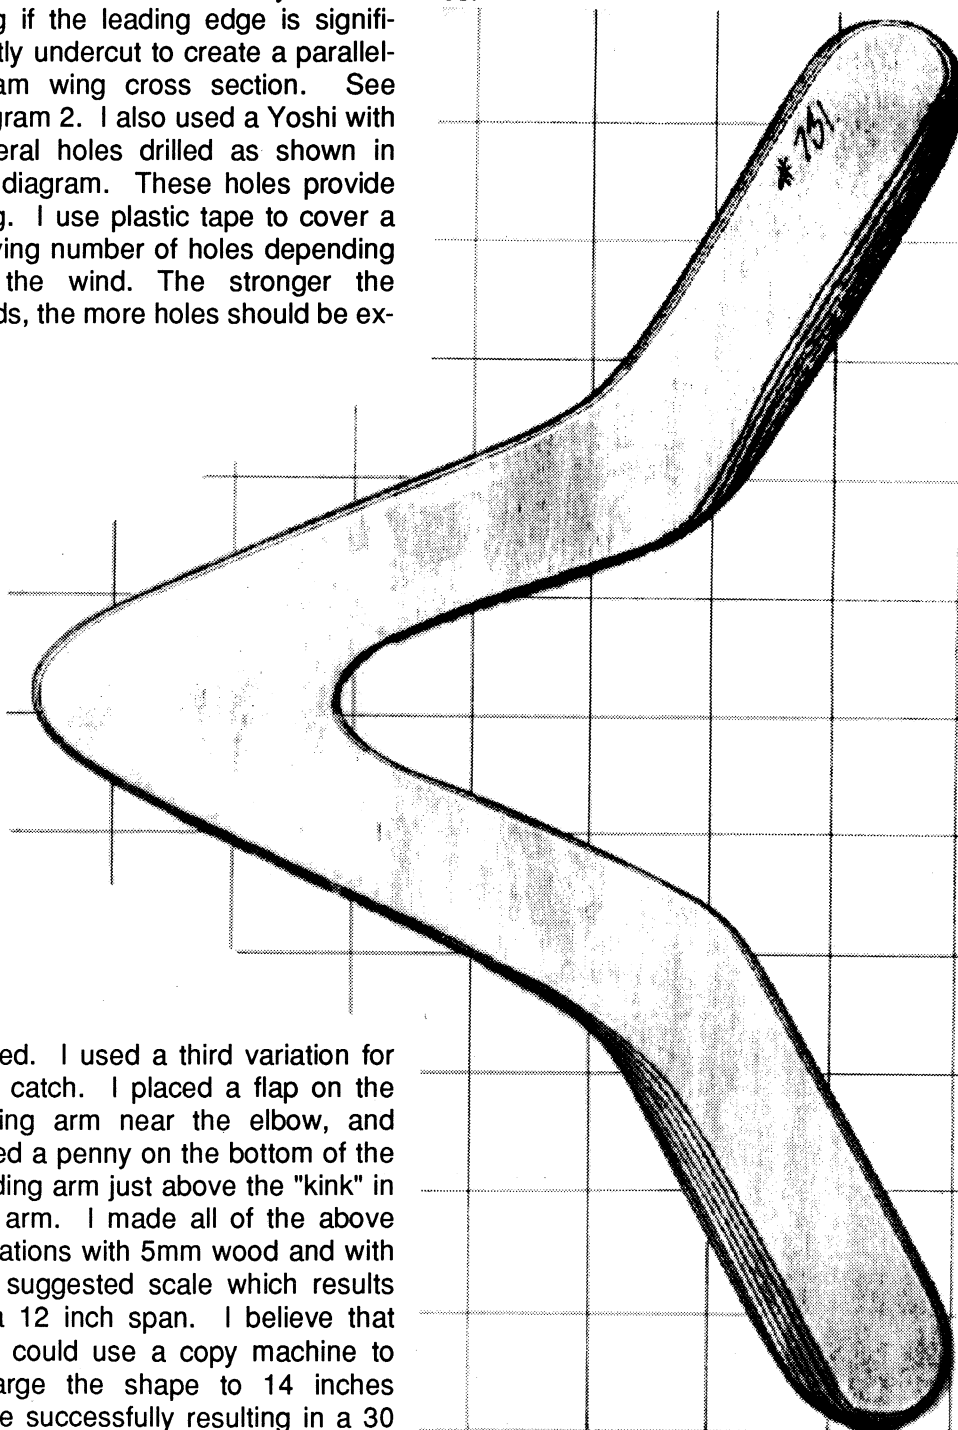 g if the leading edge is signifi-
tly undercut to create a parallel-
am wing cross section. See
gram 2. I also used a Yoshi with
eral holes drilled as shown in
diagram. These holes provide
g. I use plastic tape to cover a
ying number of holes depending
the wind. The stronger the
ds, the more holes should be ex-
* 751
ed. I used a third variation for
catch. I placed a flap on the
ing arm near the elbow, and
ed a penny on the bottom of the
ding arm just above the "kink" in
arm. I made all of the above
ations with 5mm wood and with
suggested scale which results
a 12 inch span. I believe that
could use a copy machine to
arge the shape to 14 inches
e successfully resulting in a 30